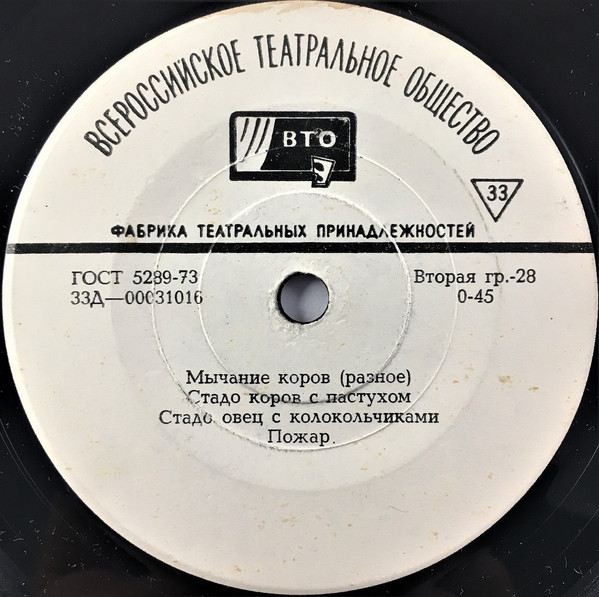 ВСЕРОССИЙСКОЕ ТЕАТРАЛЬНОЕ ОБЩЕСТВО
ВТО
33
ФАБРИКА ТЕАТРАЛЬНЫХ ПРИНАДЛЕЖНОСТЕЙ
ГОСТ 5289-73
33Д—00031016
Вторая гр.-28
0-45
Мычание коров (разное)
Стадо коров с пастухом
Стадо овец с колокольчиками
Пожар.